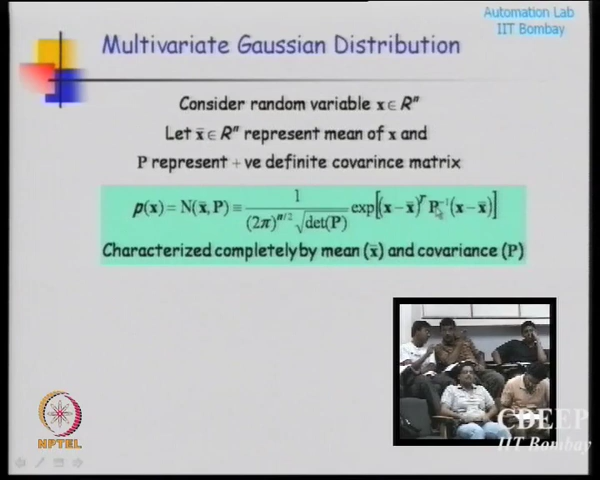 Automation Lab
IIT Bombay
Multivariate Gaussian Distribution
Consider random variable x ∈ Rⁿ
Let x̄ ∈ Rⁿ represent mean of x and
P represent +ve definite covarince matrix
p(x) = N(x̄, P) ≡ 1 / ((2π)^{n/2} √det(P)) exp[(x − x̄)ᵀ P⁻¹ (x − x̄)]
Characterized completely by mean (x̄) and covariance (P)
NPTEL
CDEEP
IIT Bombay